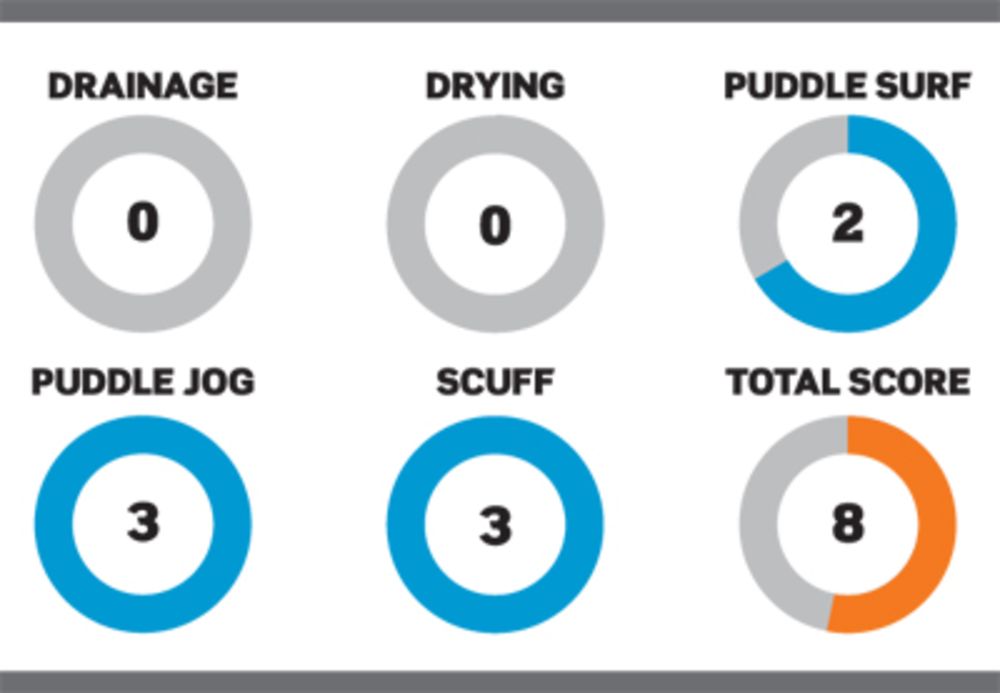 DRAINAGE
DRYING
PUDDLE SURF
0
0
2
PUDDLE JOG
SCUFF
TOTAL SCORE
3
3
8